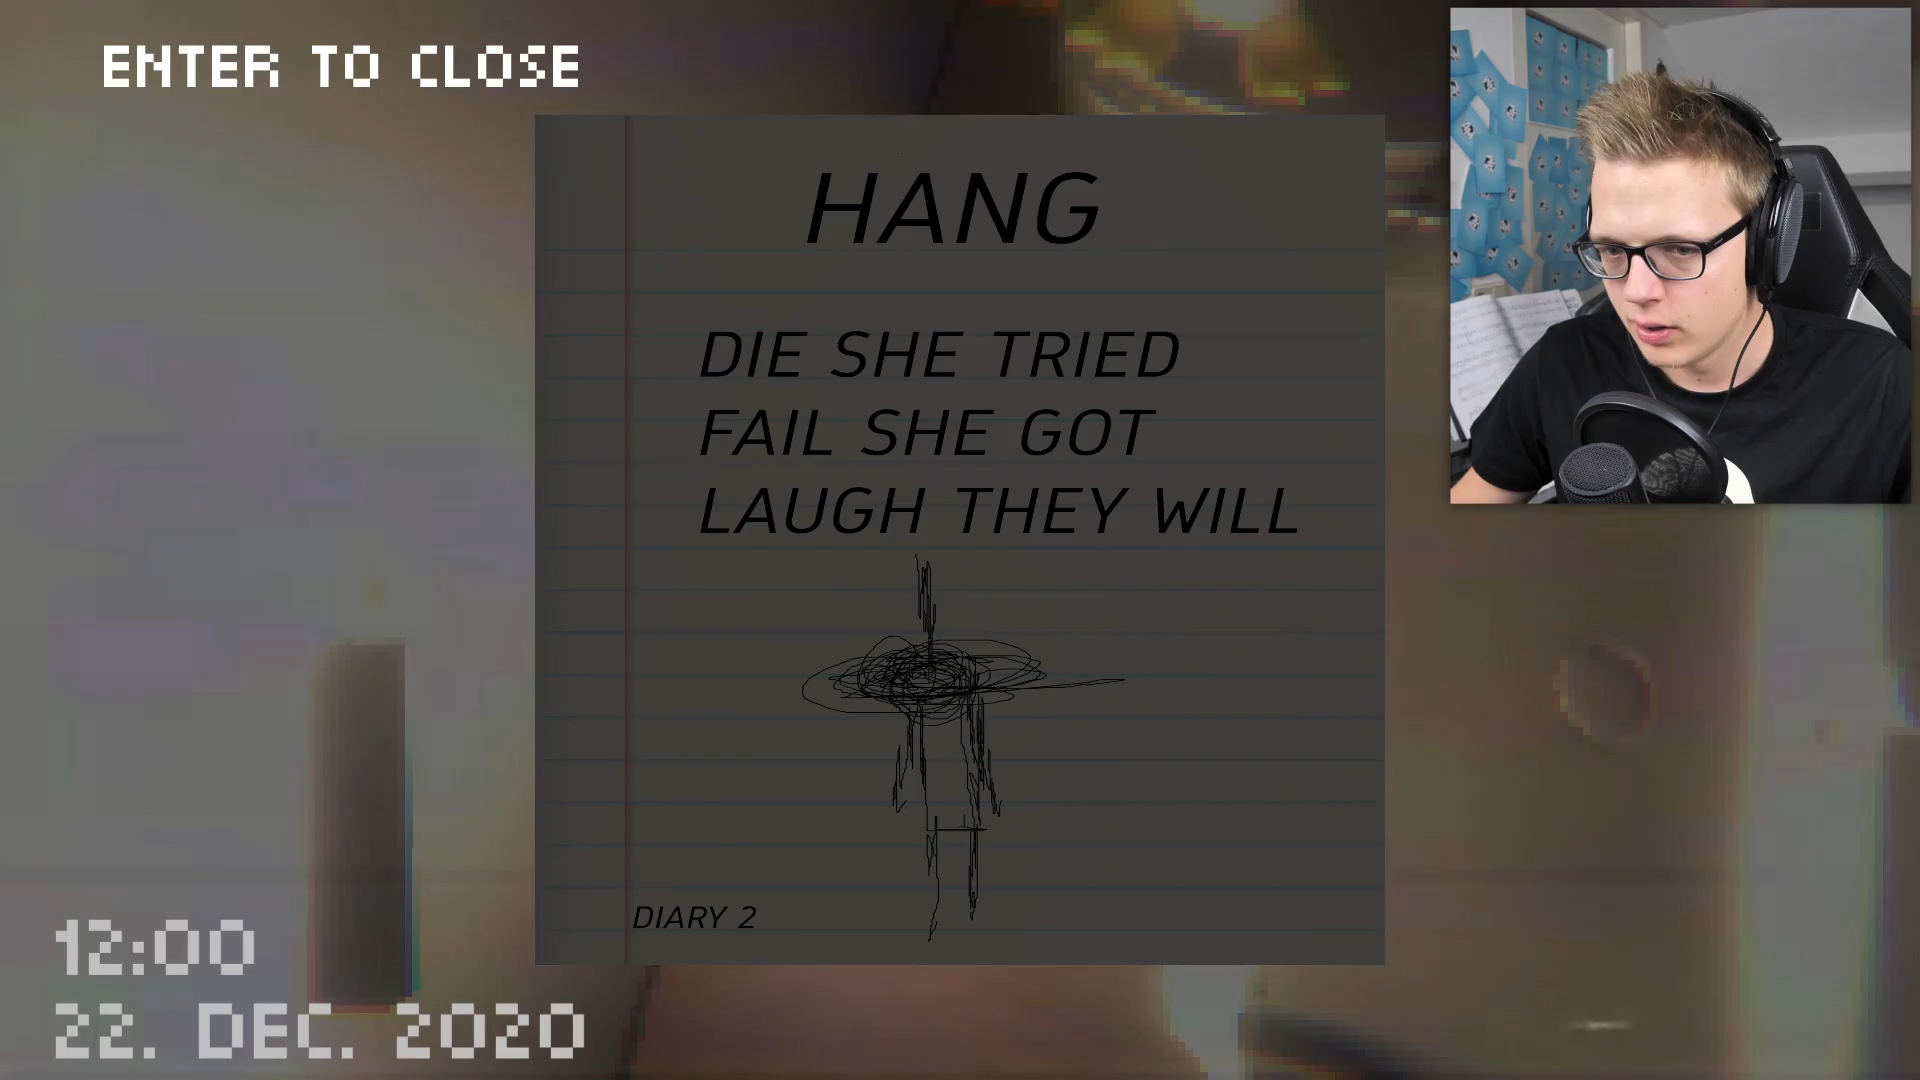 ENTER TO CLOSE
HANG
DIE SHE TRIED
FAIL SHE GOT
LAUGH THEY WILL
DIARY 2
12:00
22. DEC. 2020